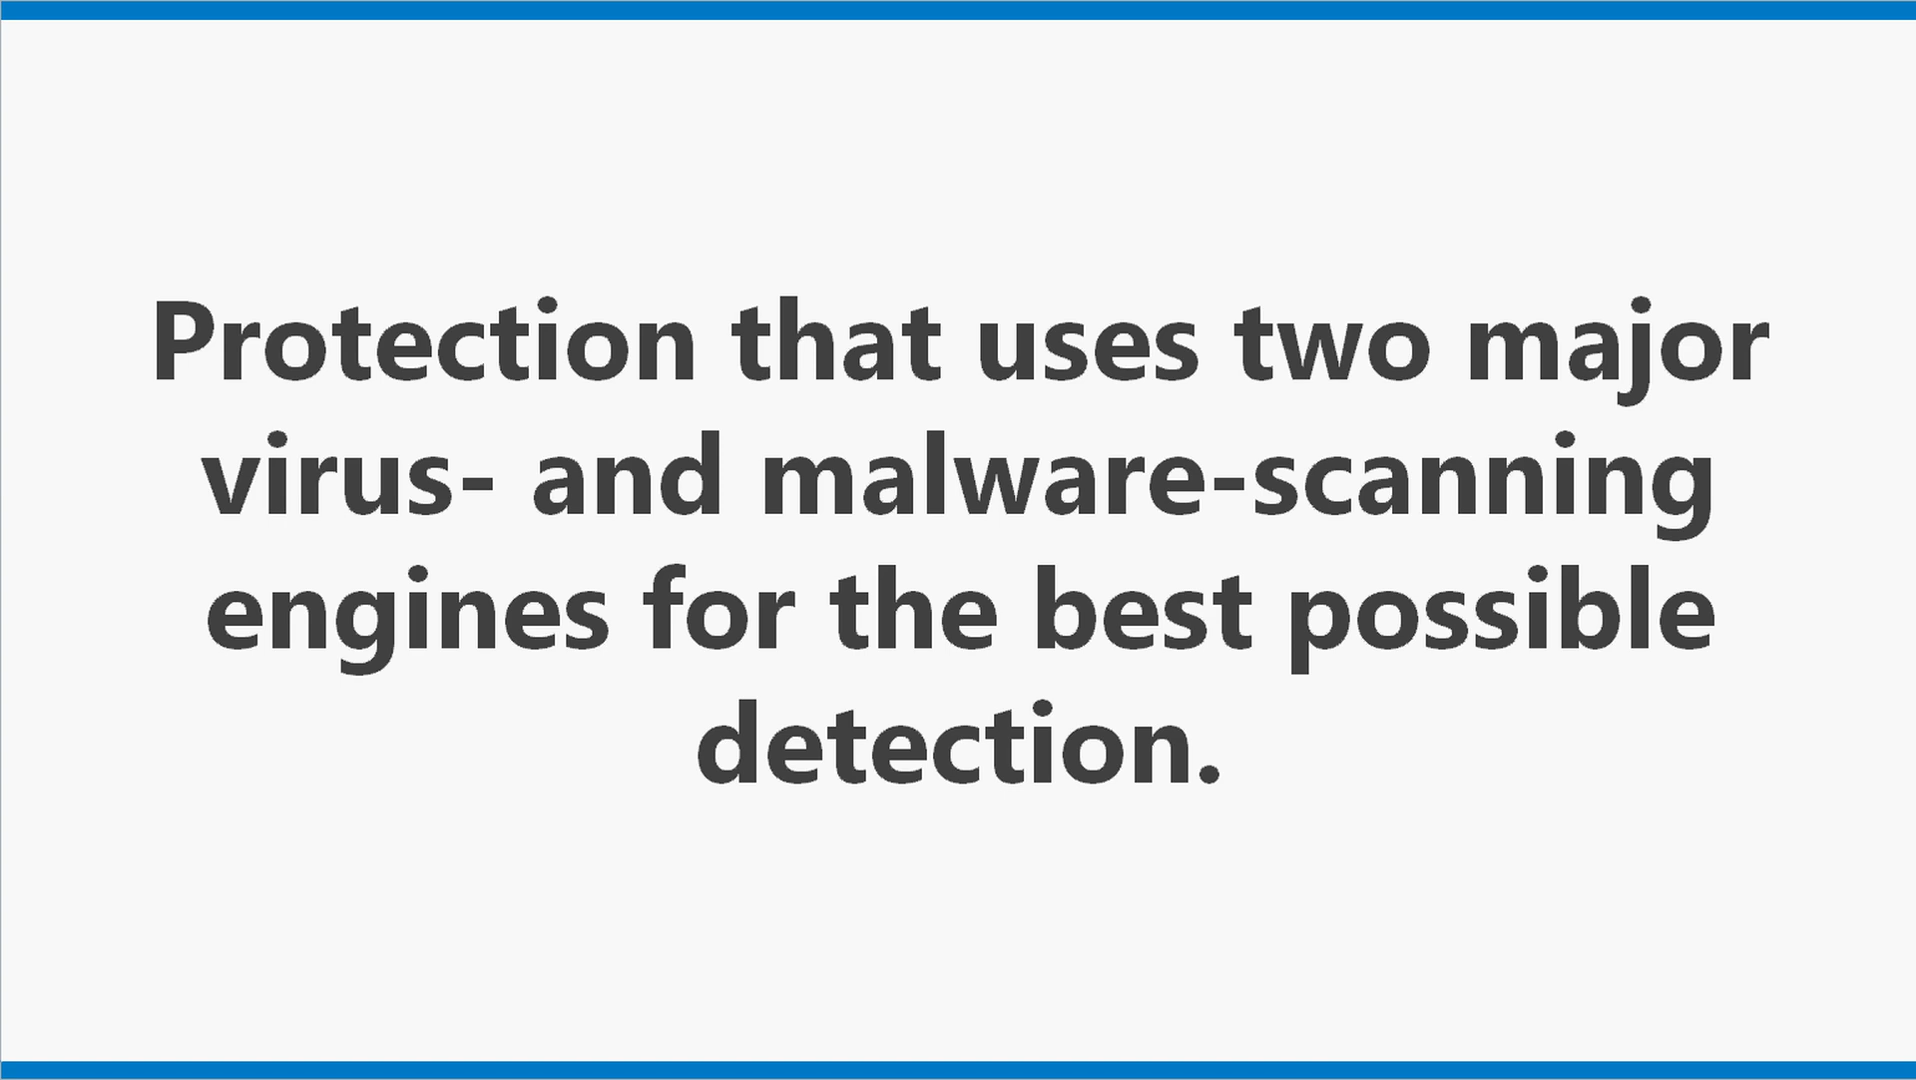 Protection that uses two major
virus- and malware-scanning
engines for the best possible
detection.